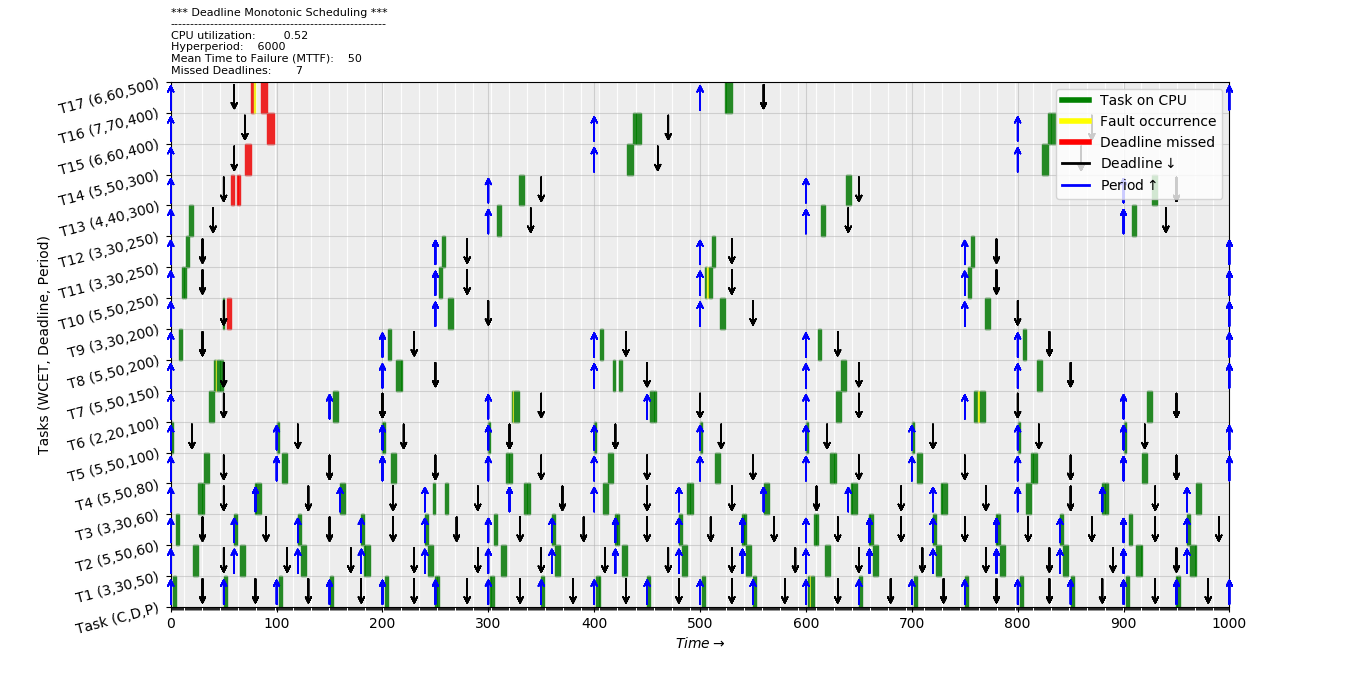 *** Deadline Monotonic Scheduling ***
------------------------------------------------------
CPU utilization: 0.52
Hyperperiod: 6000
Mean Time to Failure (MTTF): 50
Missed Deadlines: 7
T17 (6,60,500)
T16 (7,70,400)
T15 (6,60,400)
T14 (5,50,300)
T13 (4,40,300)
T12 (3,30,250)
T11 (3,30,250)
T10 (5,50,250)
T9 (3,30,200)
T8 (5,50,200)
T7 (5,50,150)
T6 (2,20,100)
T5 (5,50,100)
T4 (5,50,80)
T3 (3,30,60)
T2 (5,50,60)
T1 (3,30,50)
Task (C,D,P)
Tasks (WCET, Deadline, Period)
Task on CPU
Fault occurrence
Deadline missed
Deadline ↓
Period ↑
0 100 200 300 400 500 600 700 800 900 1000
Time →